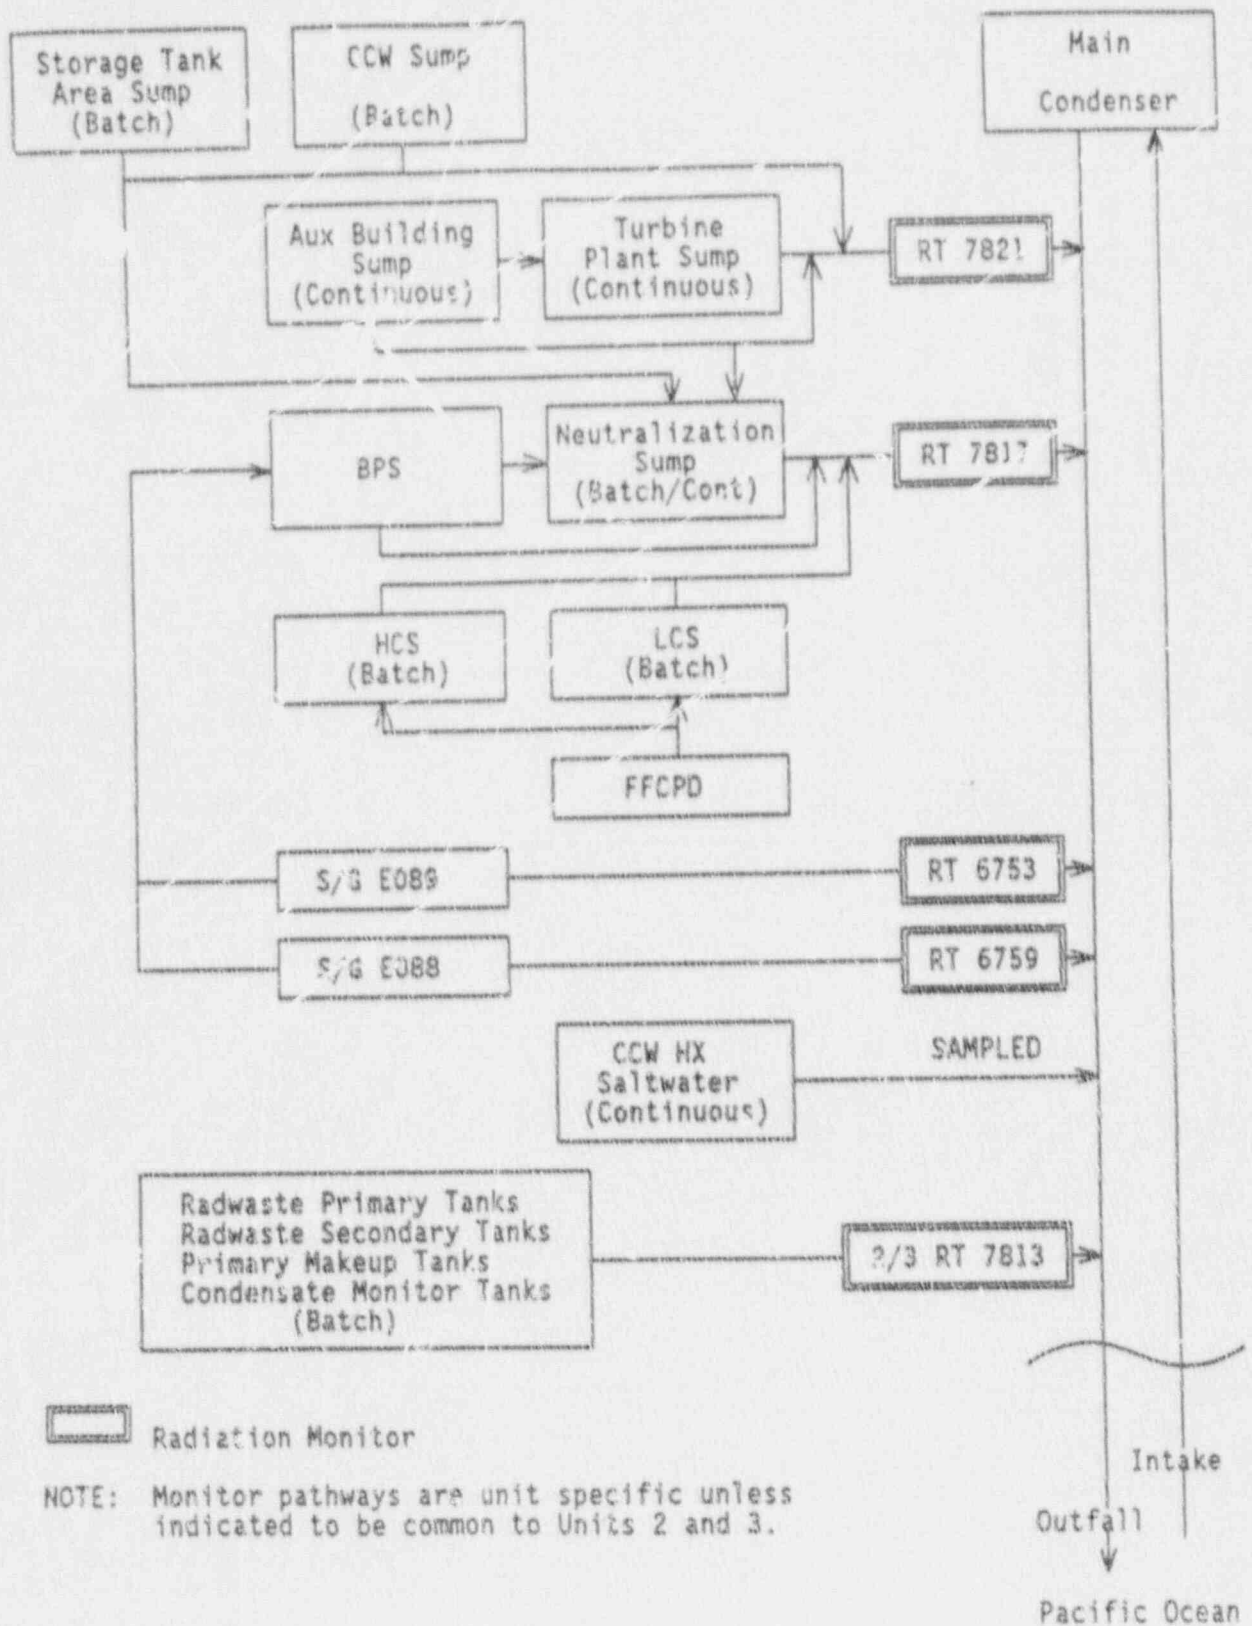 Storage Tank
Area Sump
(Batch)
CCW Sump
(Batch)
Main
Condenser
Aux Building
Sump
(Continuous)
Turbine
Plant Sump
(Continuous)
RT 7821
BPS
Neutralization
Sump
(Batch/Cont)
RT 7817
HCS
(Batch)
LCS
(Batch)
FFCPD
S/G E089
RT 6753
S/G E088
RT 6759
CCW HX
Saltwater
(Continuous)
SAMPLED
Radwaste Primary Tanks
Radwaste Secondary Tanks
Primary Makeup Tanks
Condensate Monitor Tanks
(Batch)
2/3 RT 7813
Radiation Monitor
NOTE: Monitor pathways are unit specific unless
indicated to be common to Units 2 and 3.
Intake
Outfall
Pacific Ocean